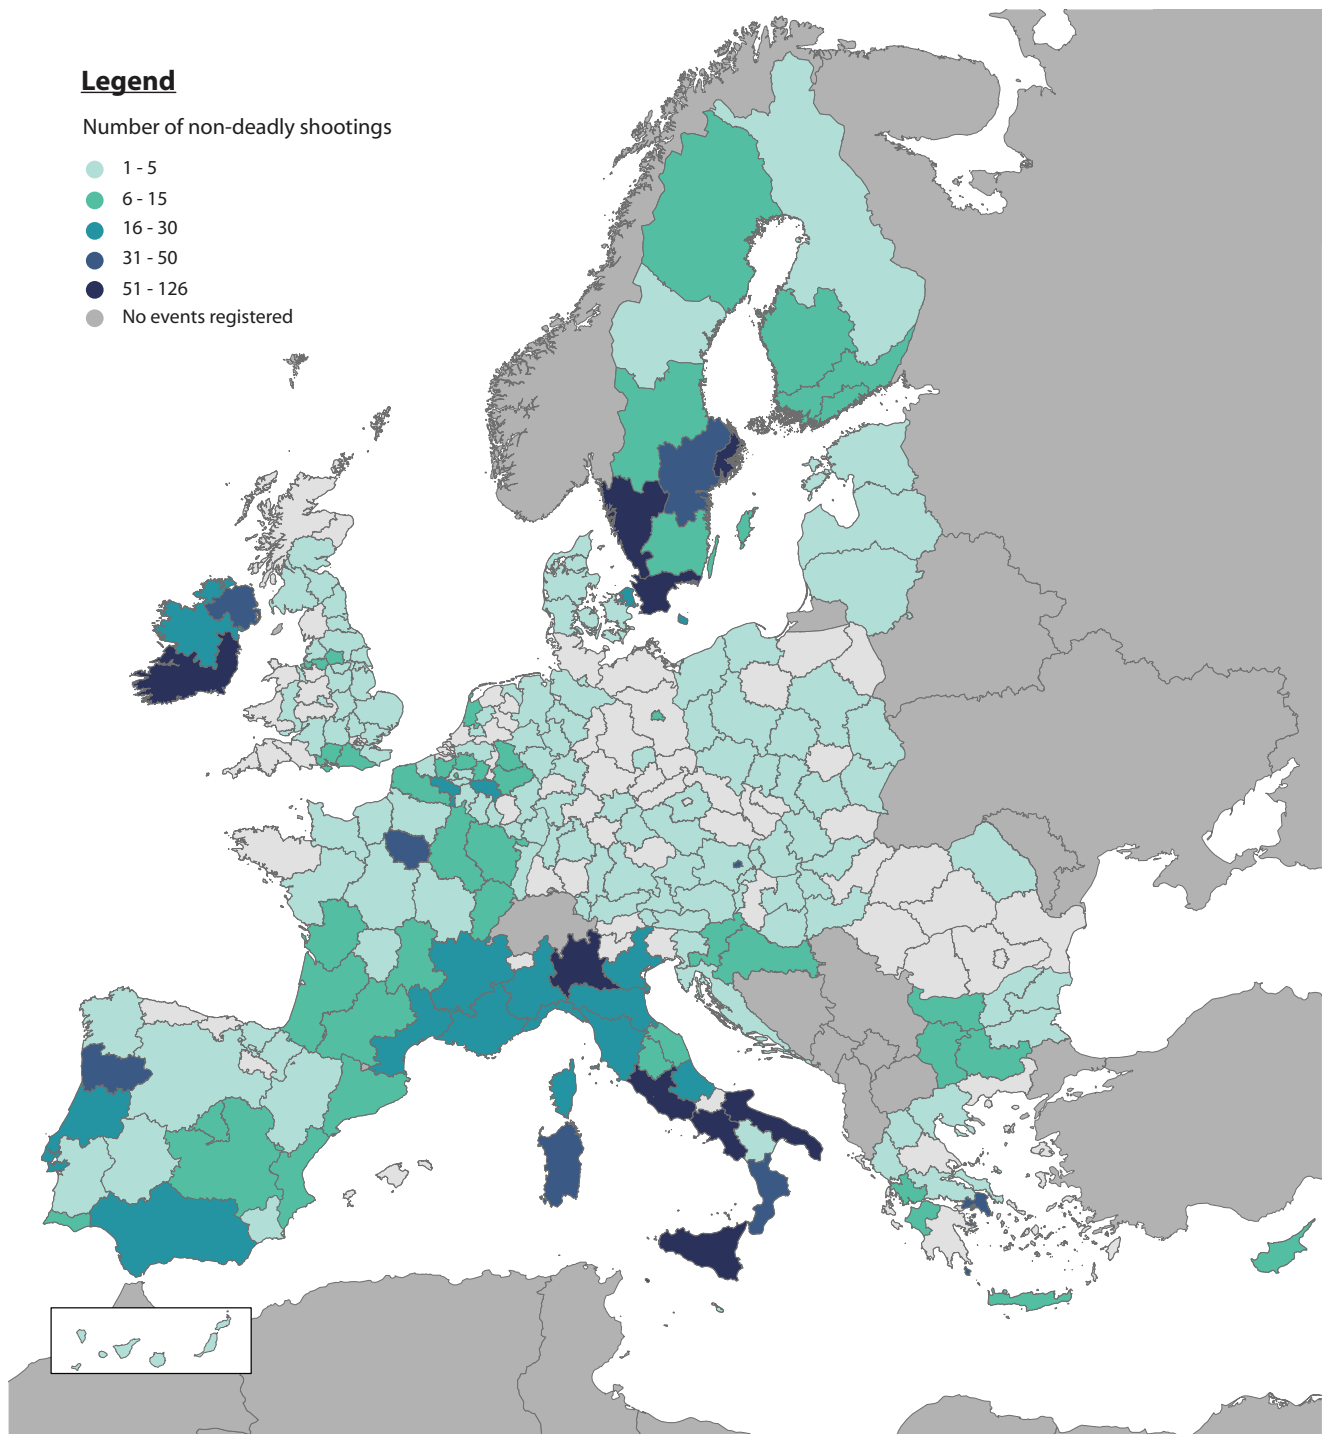 Legend
Number of non-deadly shootings
1 - 5
6 - 15
16 - 30
31 - 50
51 - 126
No events registered